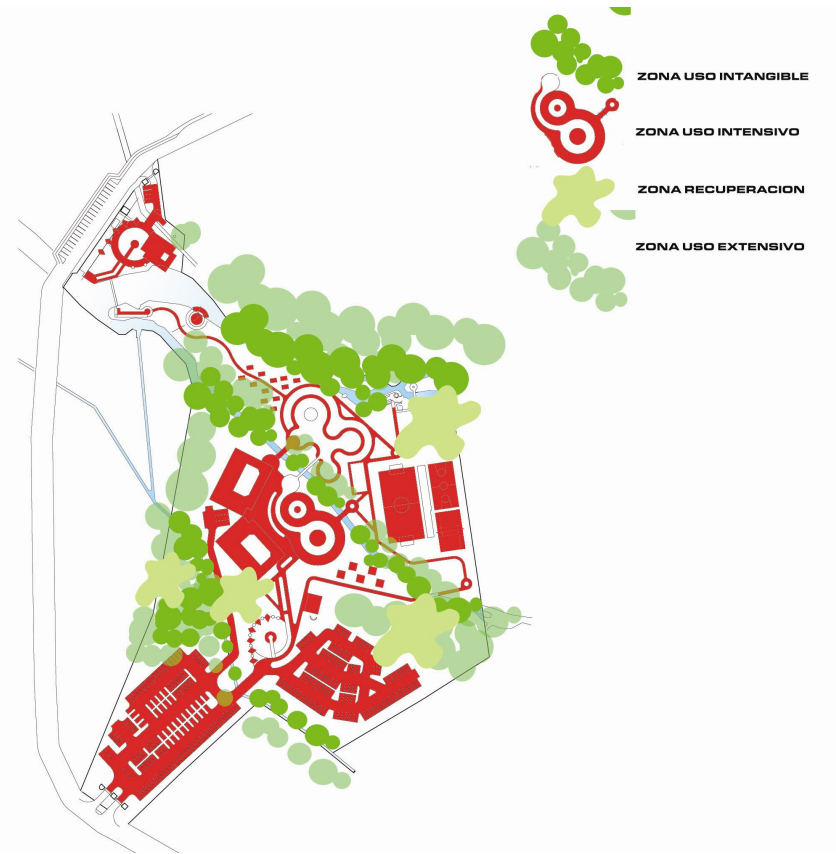 ZONA USO INTANGIBLE
ZONA USO INTENSIVO
ZONA RECUPERACION
ZONA USO EXTENSIVO